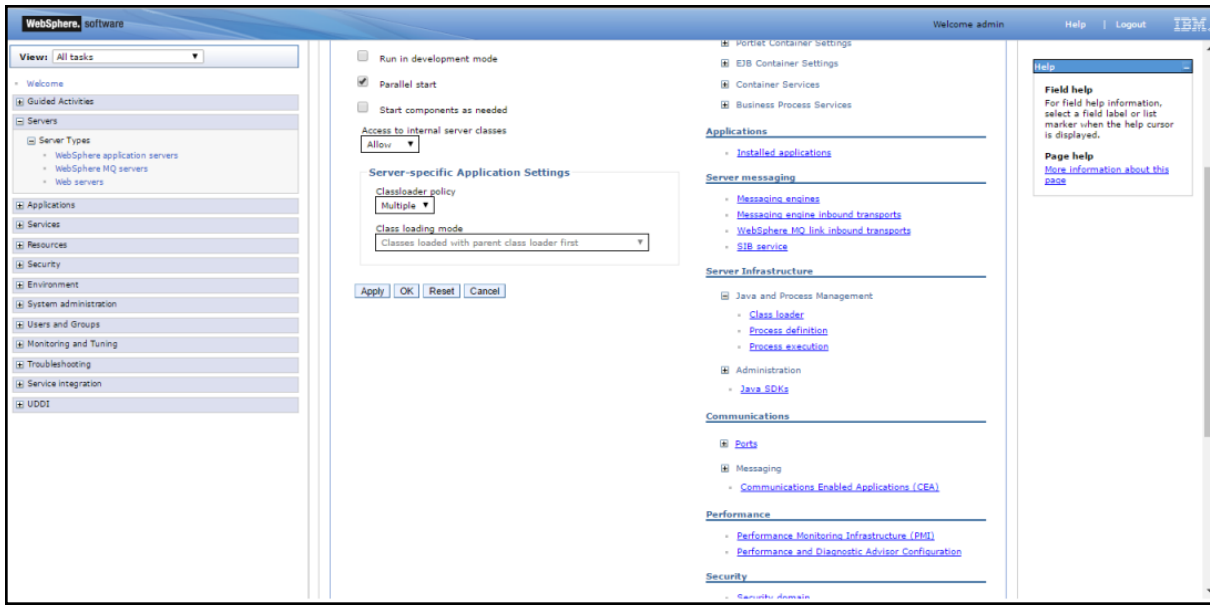 WebSphere. software
Welcome admin
Help | Logout
IBM.
View: All tasks
Welcome
Guided Activities
Servers
Server Types
WebSphere application servers
WebSphere MQ servers
Web servers
Applications
Services
Resources
Security
Environment
System administration
Users and Groups
Monitoring and Tuning
Troubleshooting
Service integration
UDDI
Run in development mode
Parallel start
Start components as needed
Access to internal server classes
Allow
Server-specific Application Settings
Classloader policy
Multiple
Class loading mode
Classes loaded with parent class loader first
Apply OK Reset Cancel
Portlet Container Settings
EJB Container Settings
Container Services
Business Process Services
Applications
Installed applications
Server messaging
Messaging engines
Messaging engine inbound transports
WebSphere MQ link inbound transports
SIB service
Server Infrastructure
Java and Process Management
Class loader
Process definition
Process execution
Administration
Java SDKs
Communications
Ports
Messaging
Communications Enabled Applications (CEA)
Performance
Performance Monitoring Infrastructure (PMI)
Performance and Diagnostic Advisor Configuration
Security
Security domain
Help
Field help
For field help information,
select a field label or list
marker when the help cursor
is displayed.
Page help
More information about this
page